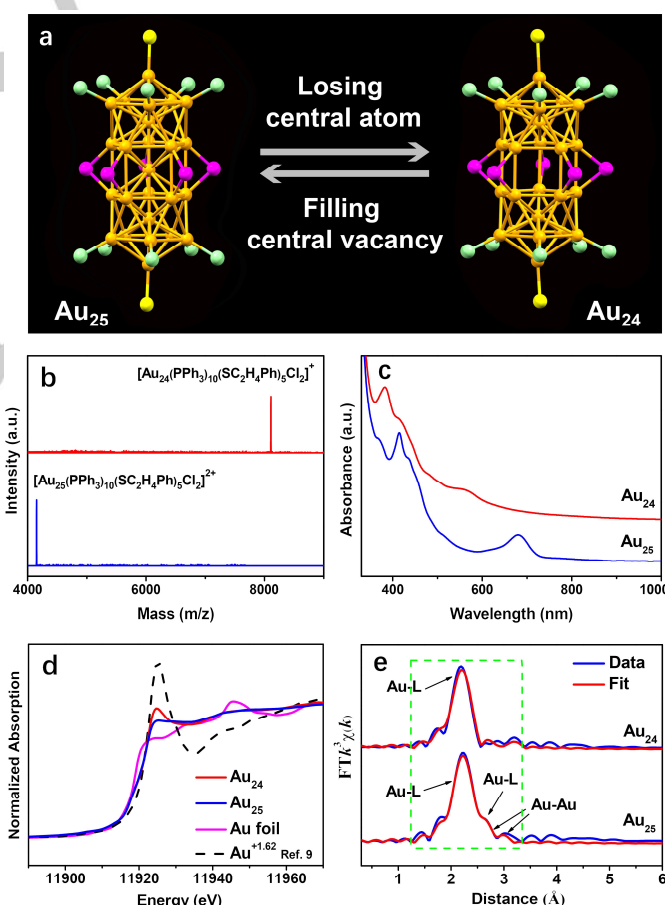 a
Losing
central atom
Filling
central vacancy
Au25
Au24
b
[Au24(PPh3)10(SC2H4Ph)5Cl2]+
[Au25(PPh3)10(SC2H4Ph)5Cl2]2+
Intensity (a.u.)
4000 6000 8000
Mass (m/z)
c
Absorbance (a.u.)
Au24
Au25
400 600 800 1000
Wavelength (nm)
d
Normalized Absorption
Au24
Au25
Au foil
Au+1.62 Ref. 9
11900 11920 11940 11960
Energy (eV)
e
Data
Fit
Au-L
Au24
Au-L
Au-L
Au-Au
Au25
FTk3χ(k)
1 2 3 4 5 6
Distance (Å)